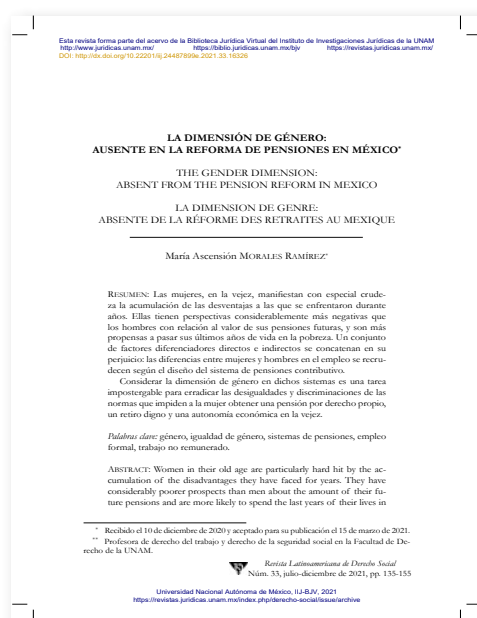 Esta revista forma parte del acervo de la Biblioteca Jurídica Virtual del Instituto de Investigaciones Jurídicas de la UNAM
http://www.juridicas.unam.mx/ https://biblio.juridicas.unam.mx/bjv https://revistas.juridicas.unam.mx/
DOI: http://dx.doi.org/10.22201/iij.24487899e.2021.33.16326
LA DIMENSIÓN DE GÉNERO:
AUSENTE EN LA REFORMA DE PENSIONES EN MÉXICO*
THE GENDER DIMENSION:
ABSENT FROM THE PENSION REFORM IN MEXICO
LA DIMENSION DE GENRE:
ABSENTE DE LA RÉFORME DES RETRAITES AU MEXIQUE
María Ascensión MORALES RAMÍREZ*
RESUMEN: Las mujeres, en la vejez, manifiestan con especial crude-
za la acumulación de las desventajas a las que se enfrentaron durante
años. Ellas tienen perspectivas considerablemente más negativas que
los hombres con relación al valor de sus pensiones futuras, y son más
propensas a pasar sus últimos años de vida en la pobreza. Un conjunto
de factores diferenciadores directos e indirectos se concatenan en su
perjuicio: las diferencias entre mujeres y hombres en el empleo se recru-
decen según el diseño del sistema de pensiones contributivo.
Considerar la dimensión de género en dichos sistemas es una tarea
impostergable para erradicar las desigualdades y discriminaciones de las
normas que impiden a la mujer obtener una pensión por derecho propio,
un retiro digno y una autonomía económica en la vejez.
Palabras clave: género, igualdad de género, sistemas de pensiones, empleo
formal, trabajo no remunerado.
ABSTRACT: Women in their old age are particularly hard hit by the ac-
cumulation of the disadvantages they have faced for years. They have
considerably poorer prospects than men about the amount of their fu-
ture pensions and are more likely to spend the last years of their lives in
* Recibido el 10 de diciembre de 2020 y aceptado para su publicación el 15 de marzo de 2021.
** Profesora de derecho del trabajo y derecho de la seguridad social en la Facultad de De-
recho de la UNAM.
Revista Latinoamericana de Derecho Social
Núm. 33, julio-diciembre de 2021, pp. 135-155
Universidad Nacional Autónoma de México, IIJ-BJV, 2021
https://revistas.juridicas.unam.mx/index.php/derecho-social/issue/archive